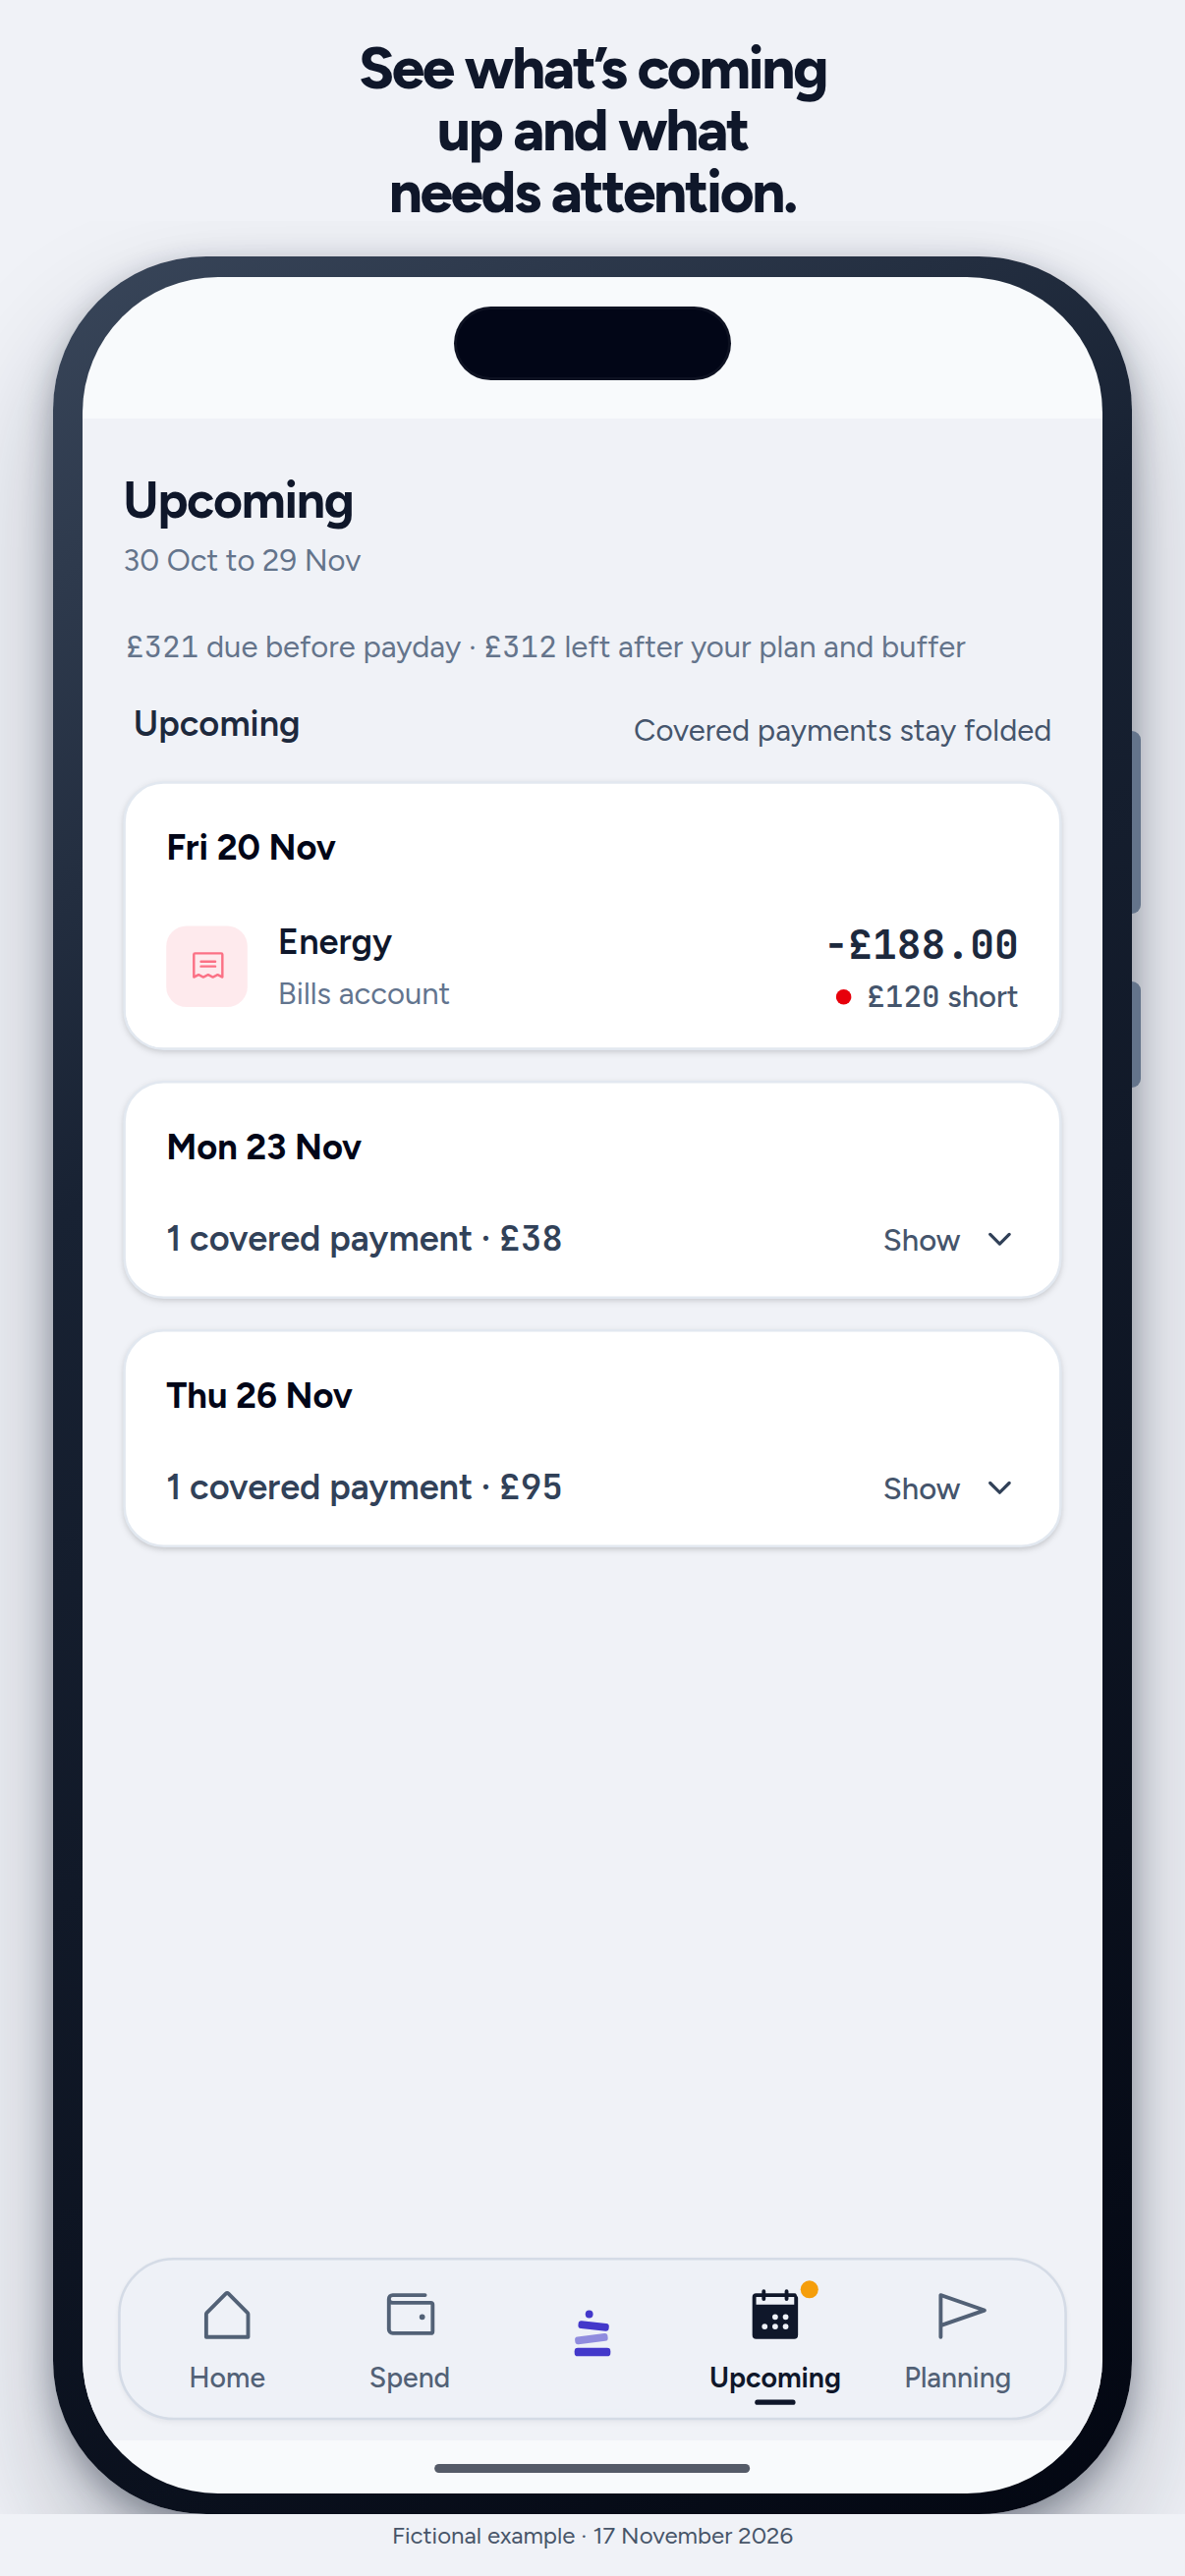 See what’s coming
up and what
needs attention.
Upcoming
30 Oct to 29 Nov
£321 due before payday · £312 left after your plan and buffer
Upcoming
Covered payments stay folded
Fri 20 Nov
Energy
-£188.00
Bills account
£120 short
Mon 23 Nov
1 covered payment · £38
Show
Thu 26 Nov
1 covered payment · £95
Show
Home
Spend
Upcoming
Planning
Fictional example · 17 November 2026